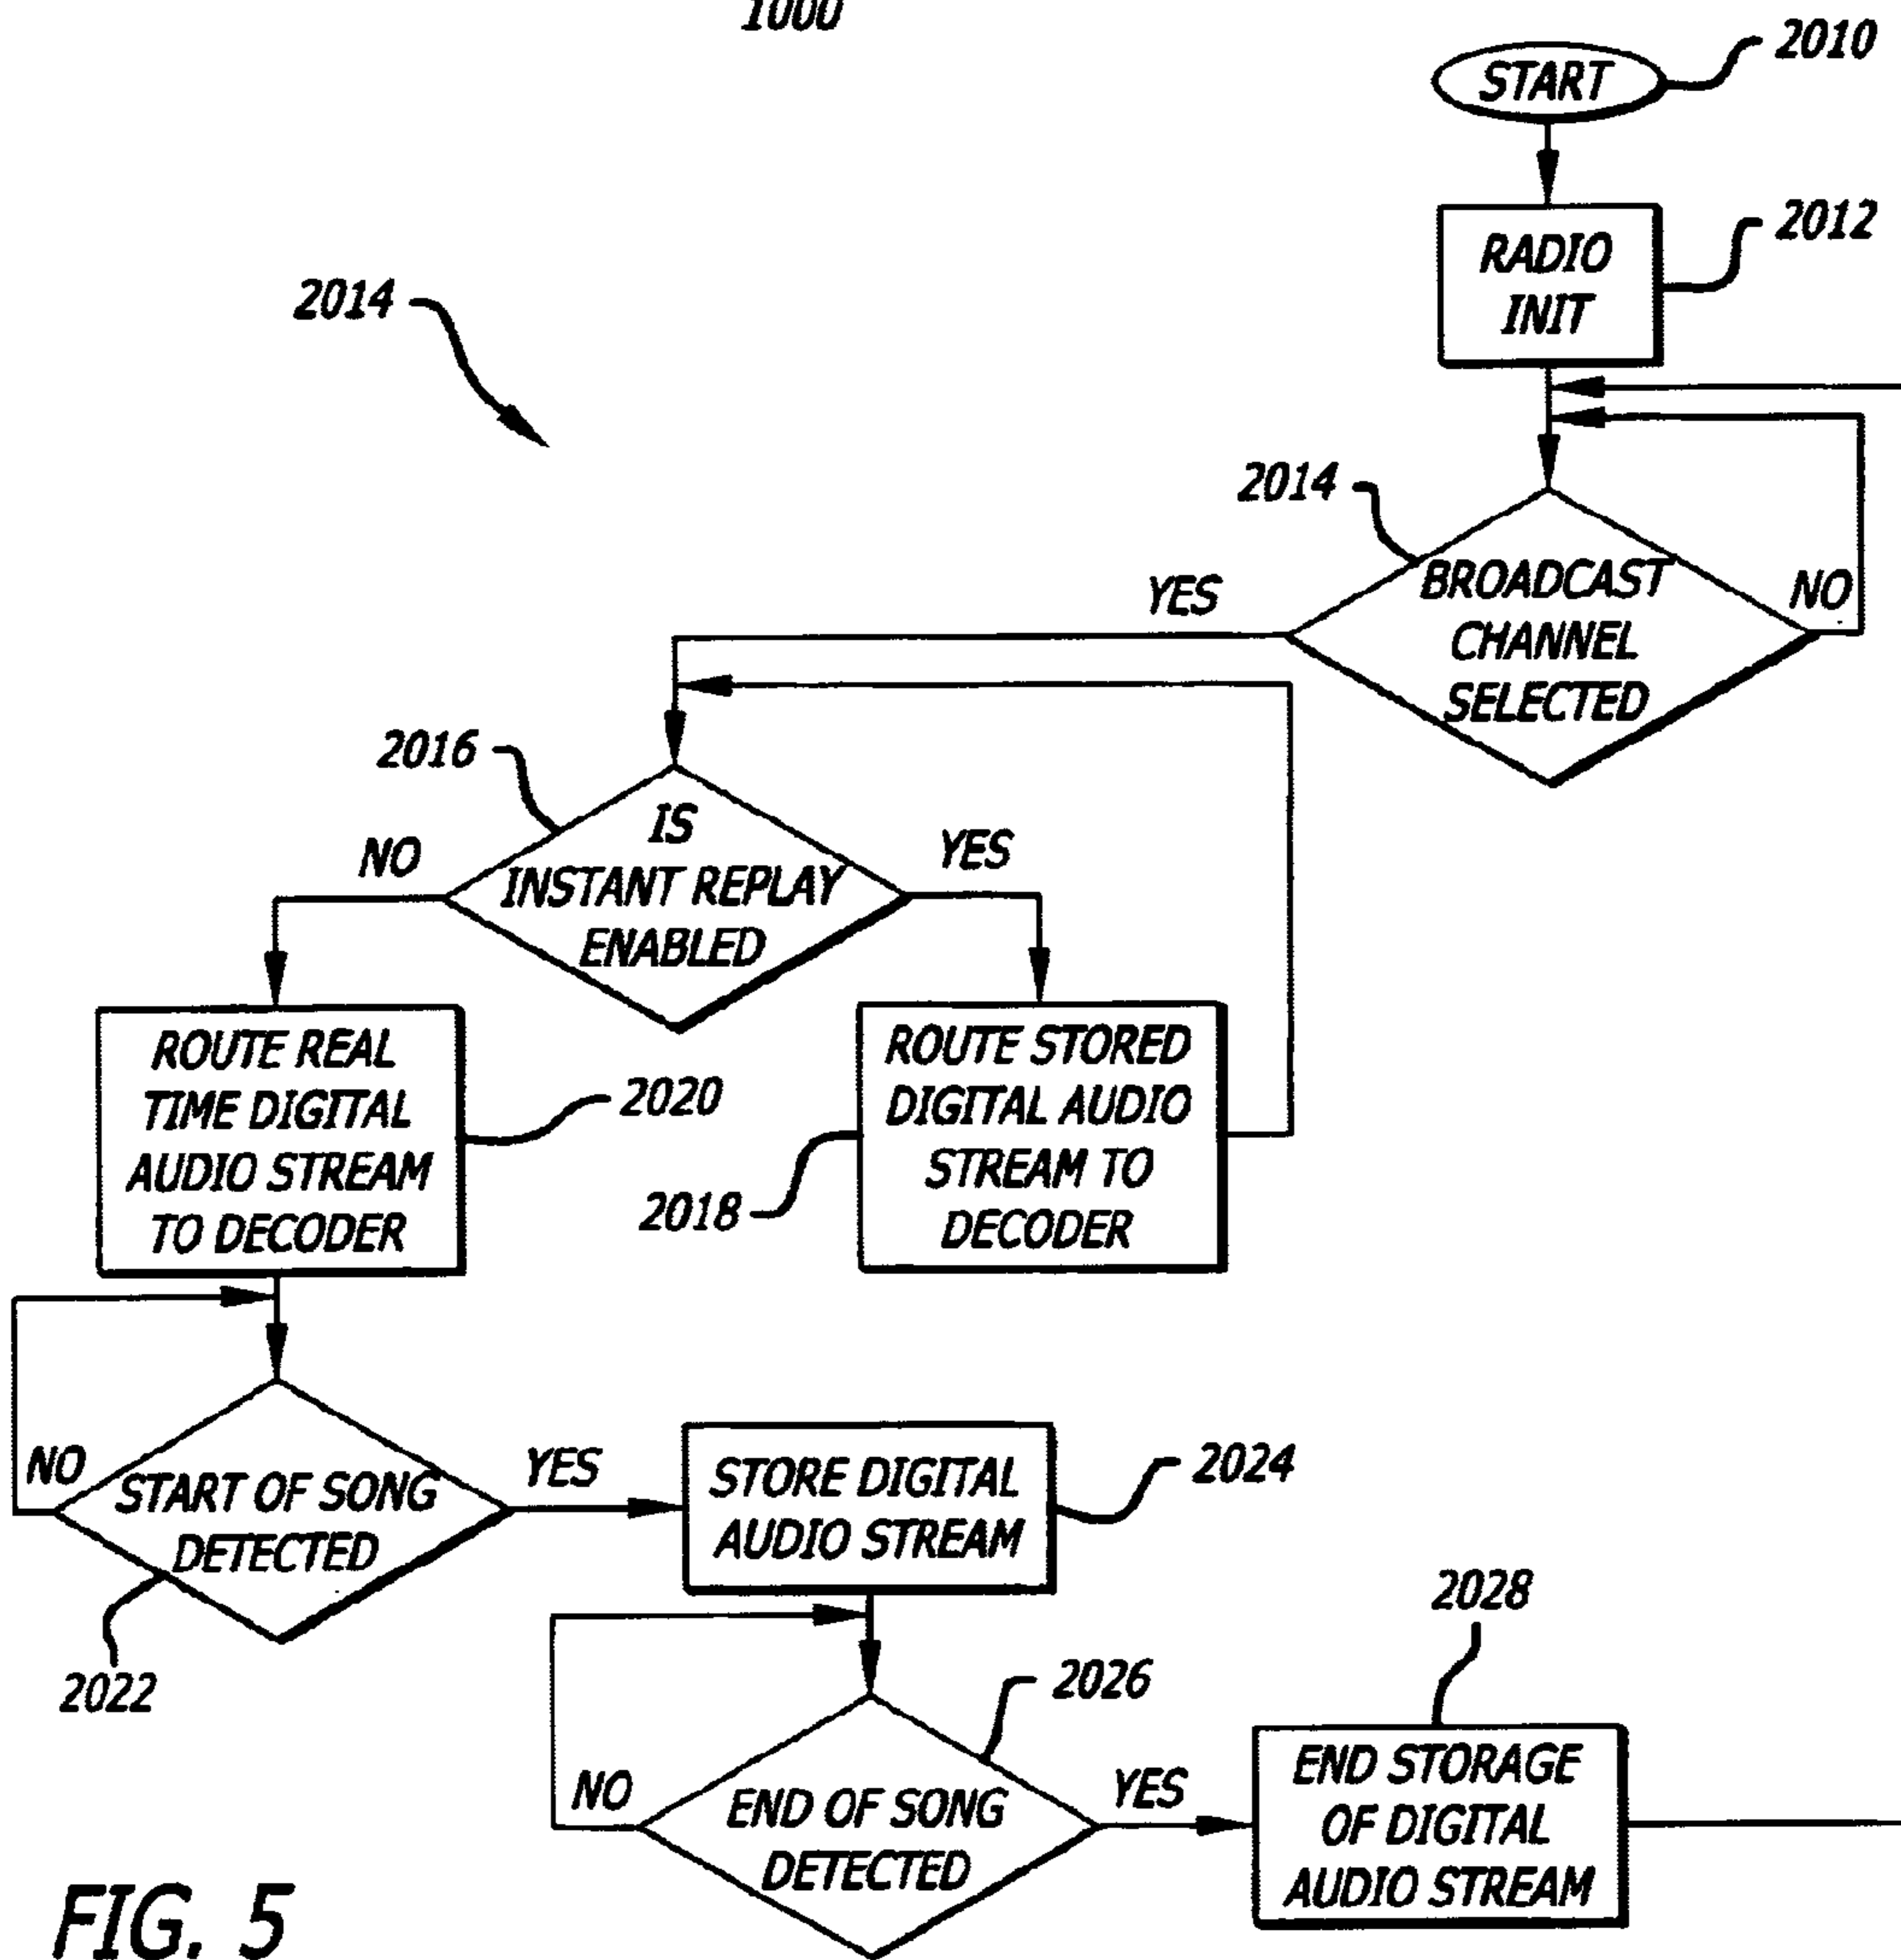 1000
START
2010
RADIO
INIT
2012
2014
2014
BROADCAST
CHANNEL
SELECTED
YES
NO
2016
IS
INSTANT REPLAY
ENABLED
NO
YES
ROUTE REAL
TIME DIGITAL
AUDIO STREAM
TO DECODER
2020
ROUTE STORED
DIGITAL AUDIO
STREAM TO
DECODER
2018
START OF SONG
DETECTED
NO
YES
2022
STORE DIGITAL
AUDIO STREAM
2024
2026
END OF SONG
DETECTED
NO
YES
2028
END STORAGE
OF DIGITAL
AUDIO STREAM
FIG. 5